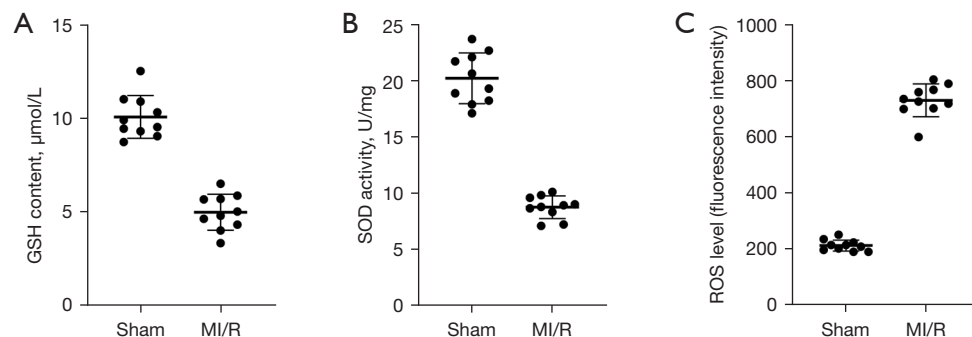 A
GSH content, μmol/L
15
10
5
0
Sham
MI/R
B
SOD activity, U/mg
25
20
15
10
5
0
Sham
MI/R
C
ROS level (fluorescence intensity)
1000
800
600
400
200
0
Sham
MI/R